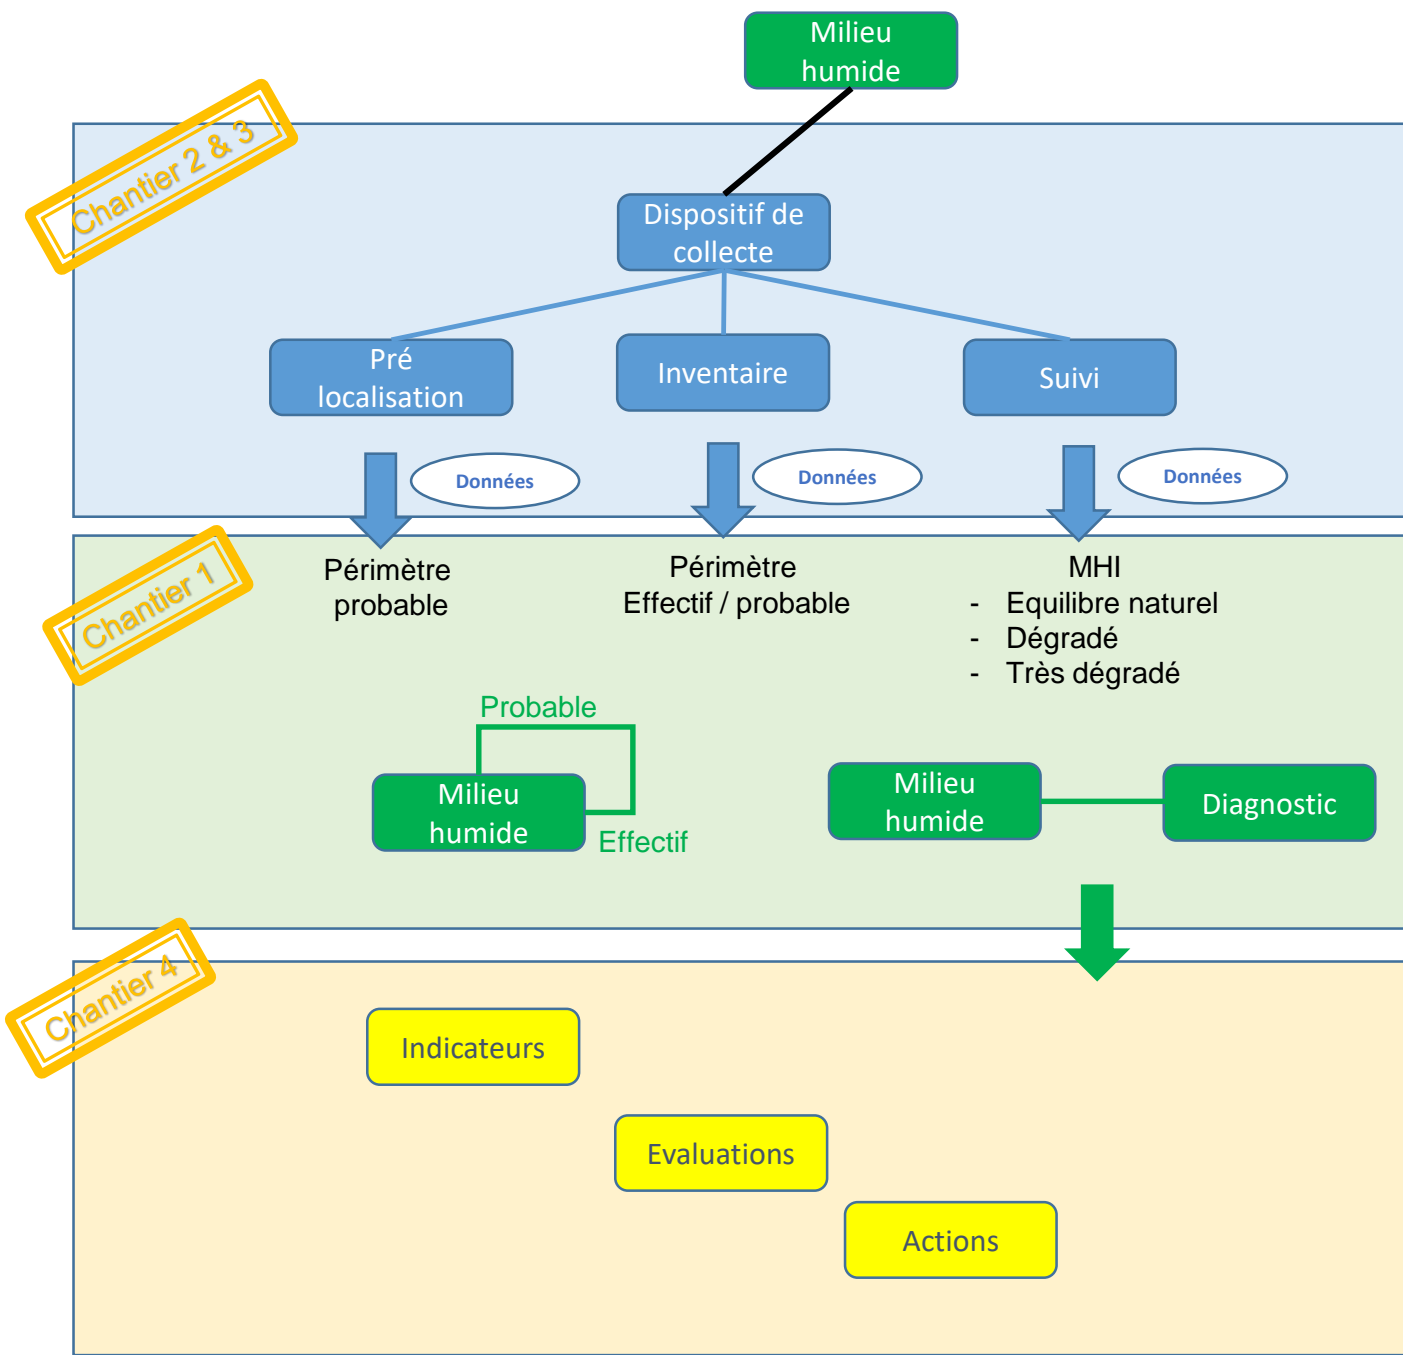 Milieu
humide
Chantier 2 & 3
Dispositif de
collecte
Pré
localisation
Inventaire
Suivi
Données
Données
Données
Chantier 1
Périmètre
probable
Périmètre
Effectif / probable
MHI
- Equilibre naturel
- Dégradé
- Très dégradé
Probable
Milieu
humide
Effectif
Milieu
humide
Diagnostic
Chantier 4
Indicateurs
Evaluations
Actions